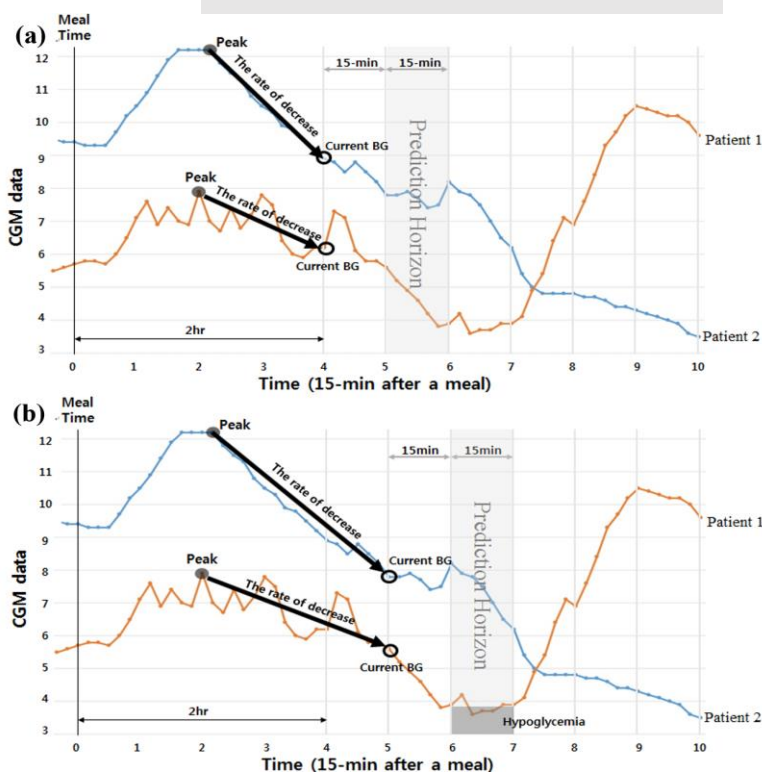 (a)
Meal
Time
Peak
The rate of decrease
15-min
15-min
Current BG
Prediction Horizon
Patient 1
Peak
The rate of decrease
Current BG
2hr
Patient 2
CGM data
12
11
10
9
8
7
6
5
4
3
0 1 2 3 4 5 6 7 8 9 10
Time (15-min after a meal)
(b)
Meal
Time
Peak
The rate of decrease
15min
15min
Current BG
Prediction Horizon
Patient 1
Peak
The rate of decrease
Current BG
2hr
Hypoglycemia
Patient 2
CGM data
12
11
10
9
8
7
6
5
4
3
0 1 2 3 4 5 6 7 8 9 10
Time (15-min after a meal)